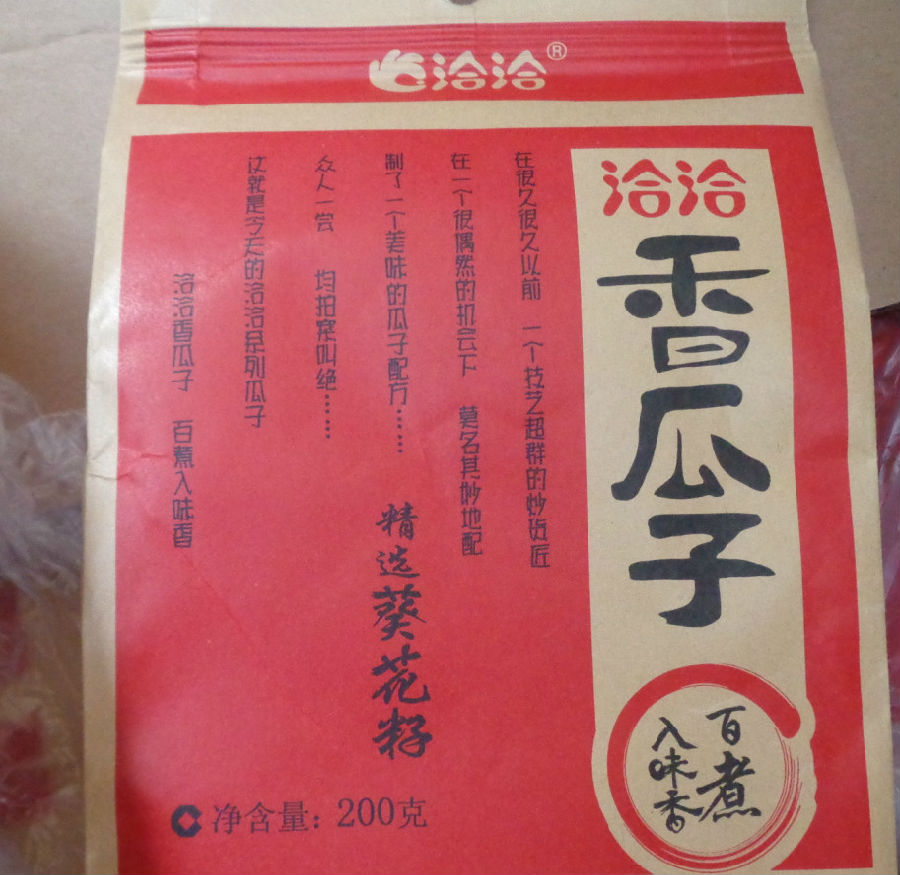 洽洽®
洽洽
香瓜子
百煮
入味香
在很久很久以前 一个技艺超群的炒货匠
在一个很偶然的机会下 莫名其妙地配
制了一个美味的瓜子配方……
众人一尝 均拍案叫绝……
这就是今天的洽洽系列瓜子
洽洽香瓜子 百煮入味香
精选葵花籽
净含量：200克